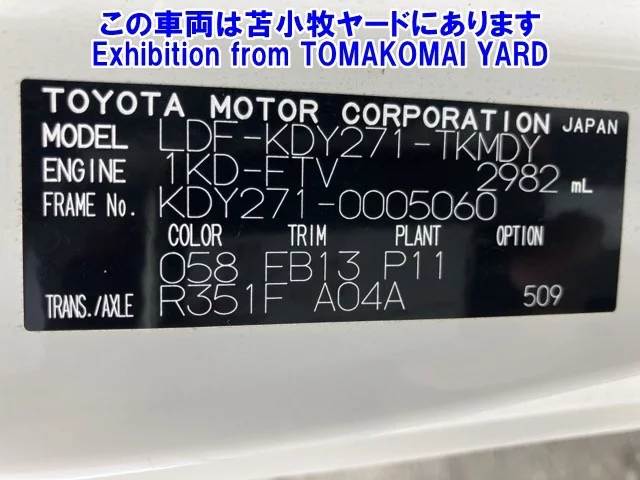 この車両は苫小牧ヤードにあります
Exhibition from TOMAKOMAI YARD
TOYOTA MOTOR CORPORATION JAPAN
MODEL LDF-KDY271-TKMDY
ENGINE 1KD-FTV 2982 mL
FRAME No. KDY271-0005060
COLOR TRIM PLANT OPTION
058 FB13 P11
TRANS./AXLE R351F A04A 509